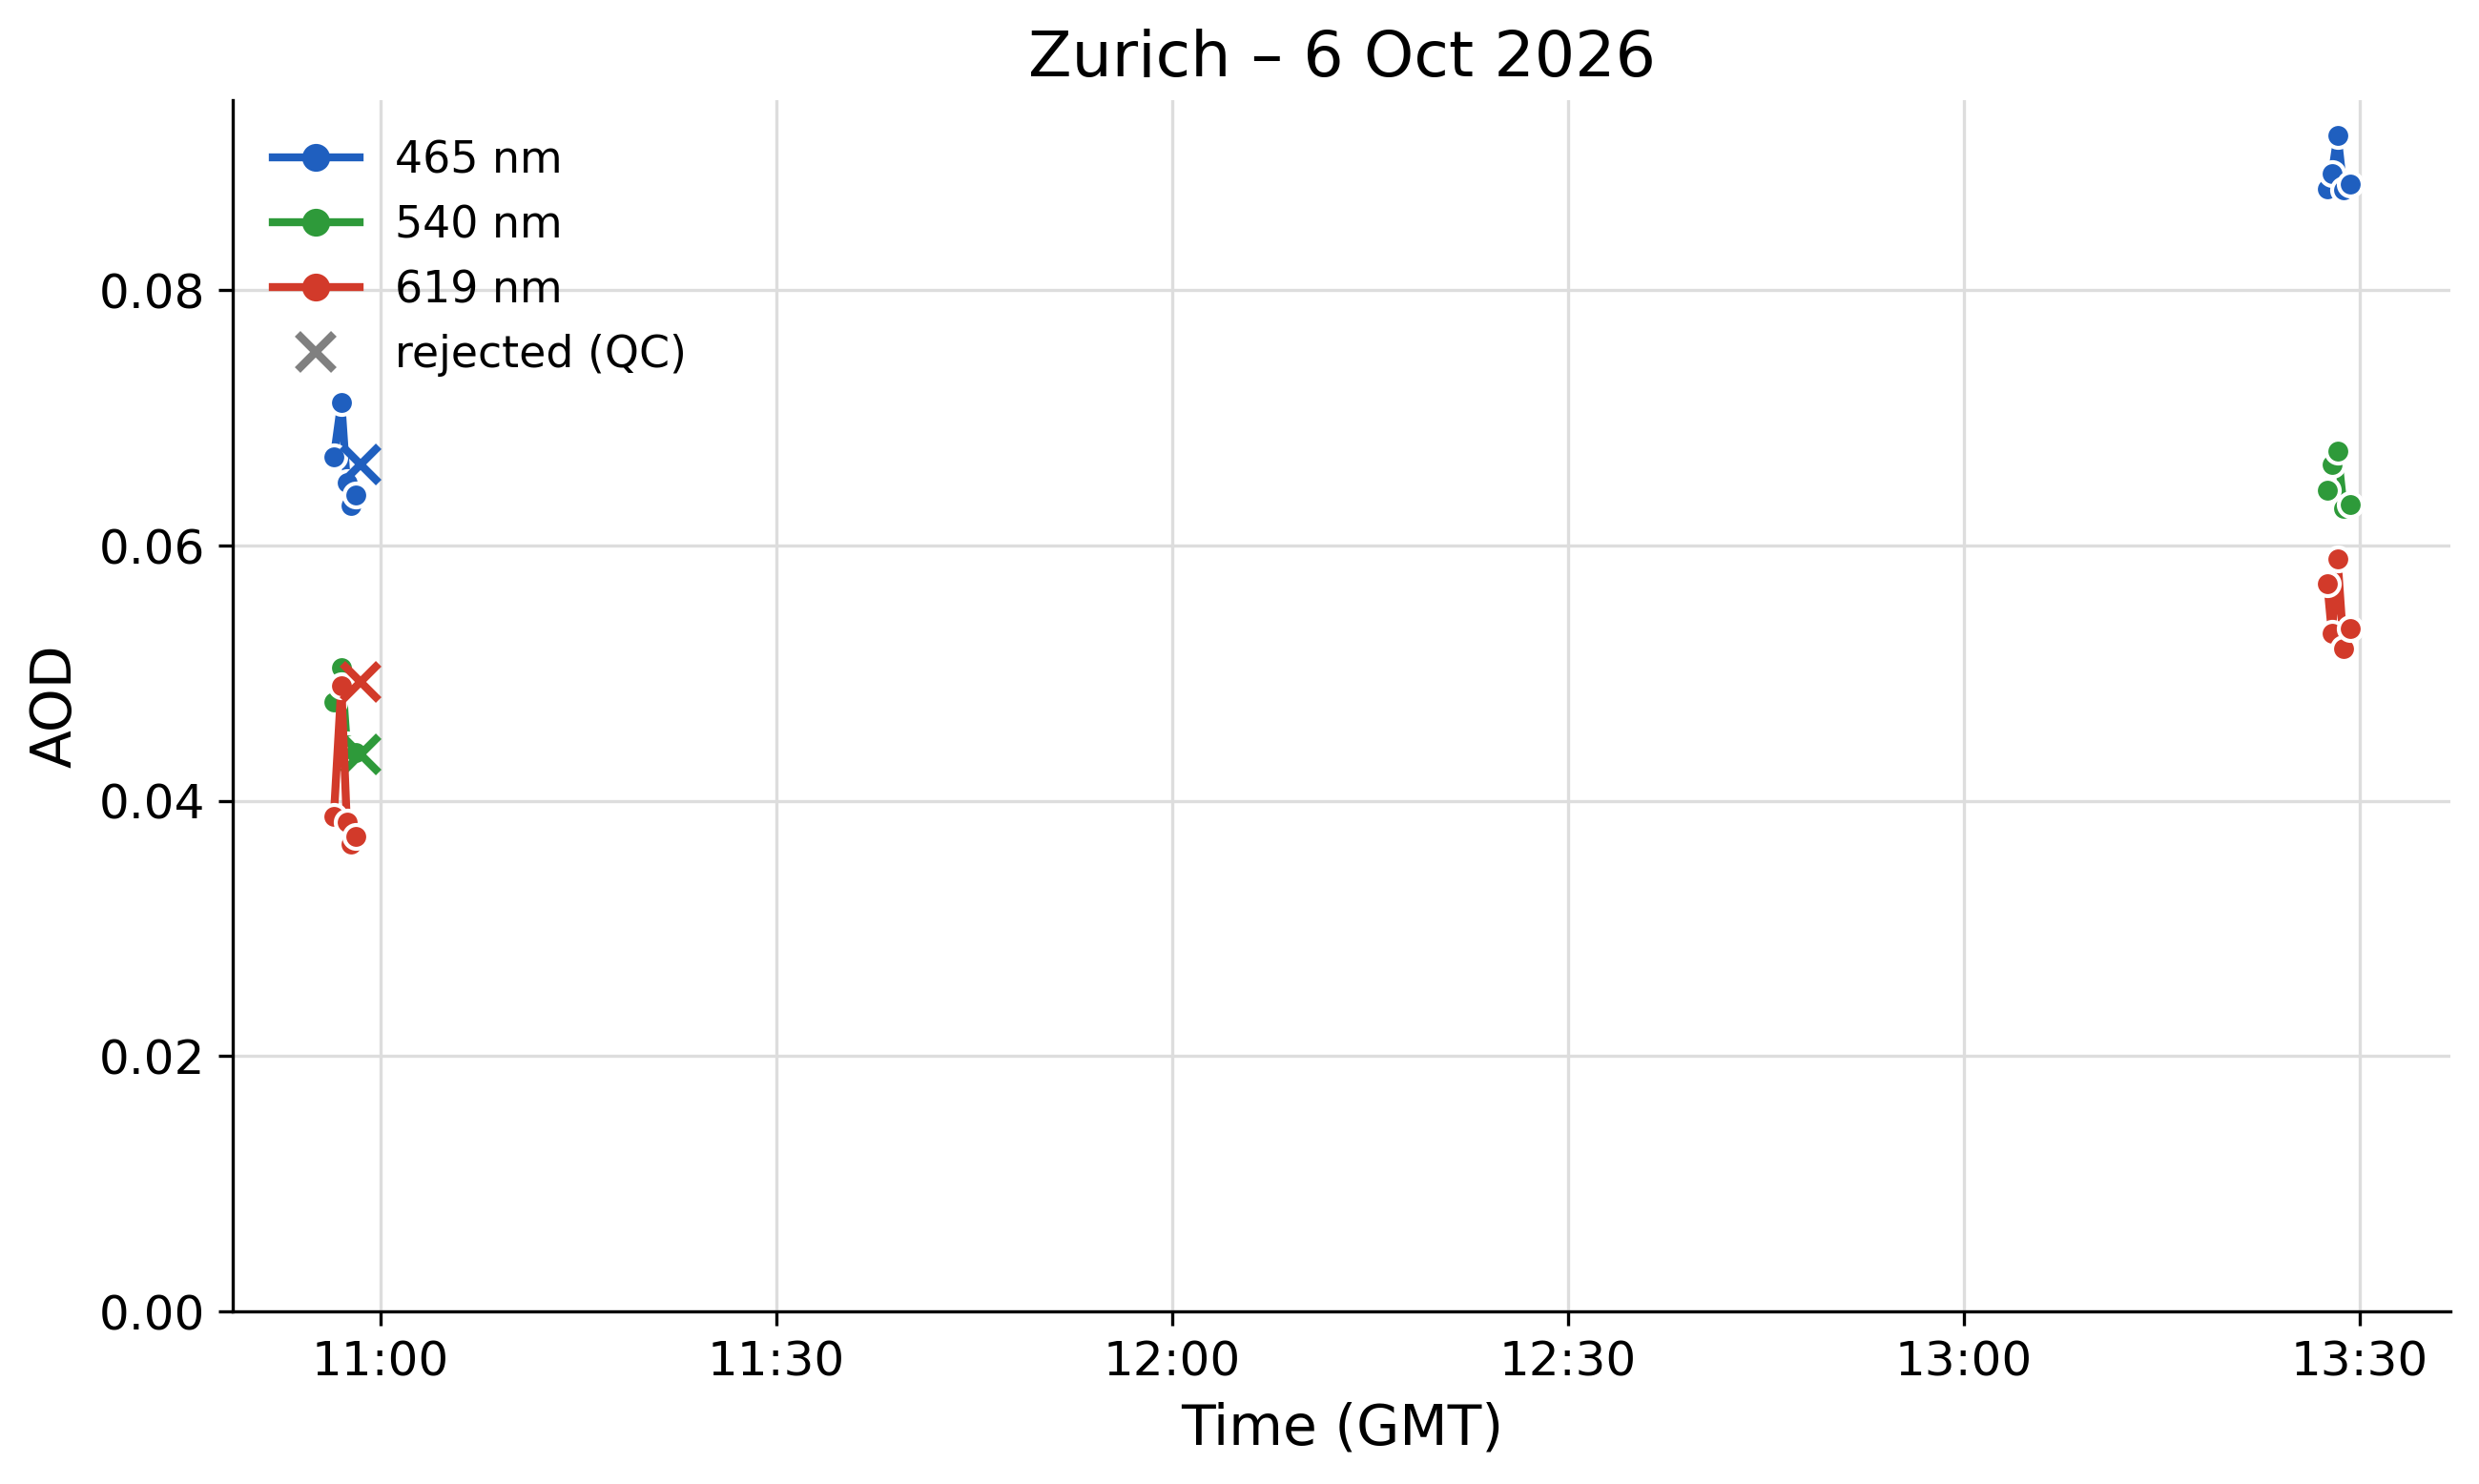 Zurich – 6 Oct 2026
465 nm
540 nm
619 nm
rejected (QC)
AOD
0.08
0.06
0.04
0.02
0.00
11:00 11:30 12:00 12:30 13:00 13:30
Time (GMT)